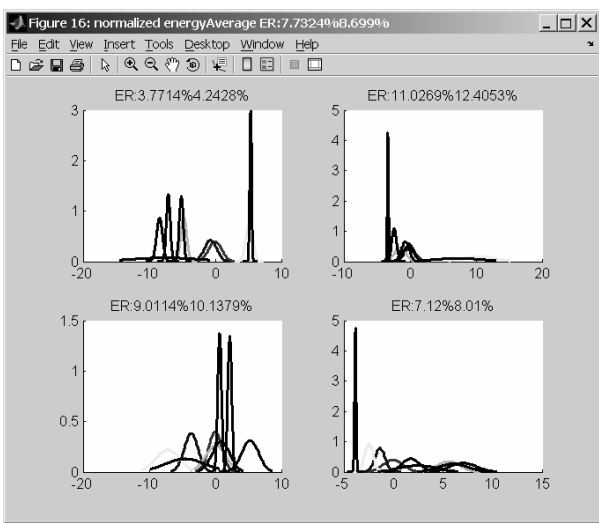 Figure 16: normalized energyAverage ER:7.7324%8.699%
File Edit View Insert Tools Desktop Window Help
ER:3.7714%4.2428%
3
2
1
0
-20 -10 0 10
ER:11.0269%12.4053%
5
4
3
2
1
0
-10 0 10 20
ER:9.0114%10.1379%
1.5
1
0.5
0
-20 -10 0 10
ER:7.12%8.01%
5
4
3
2
1
0
-5 0 5 10 15